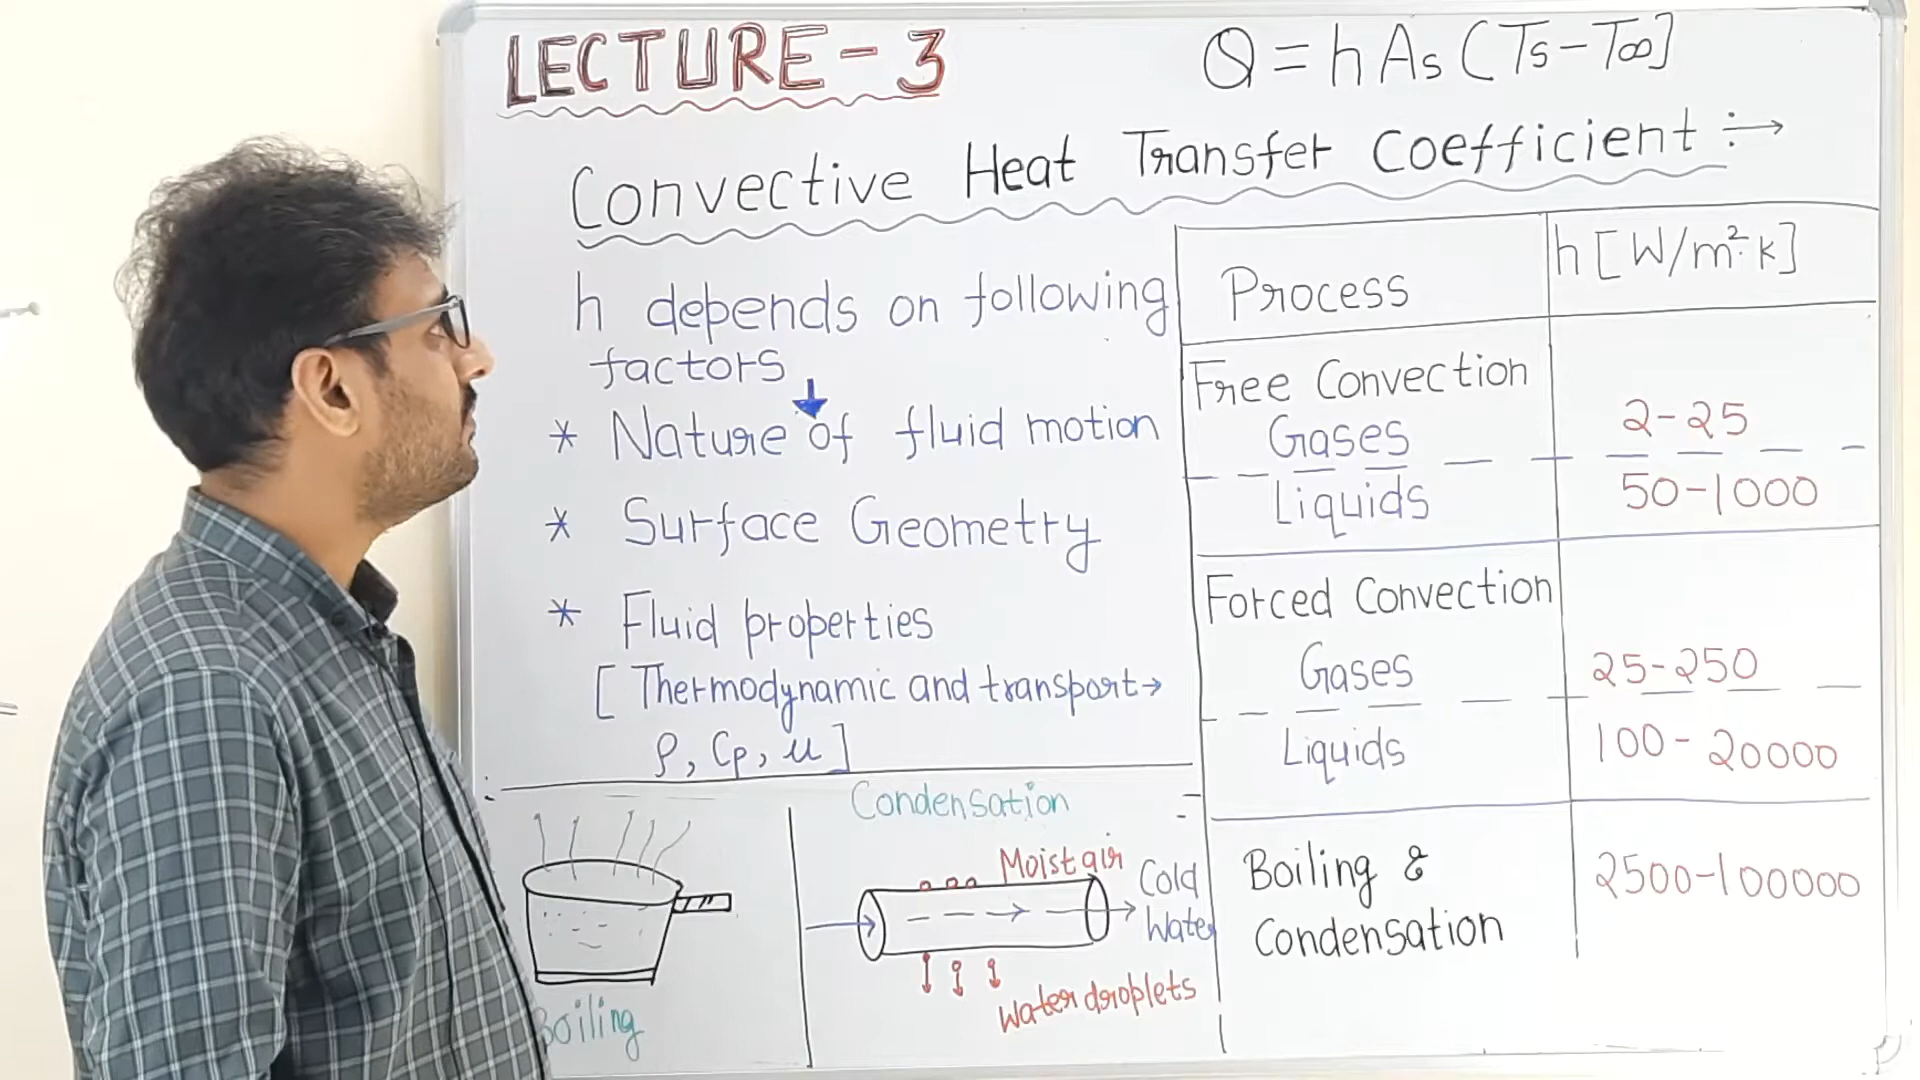 LECTURE - 3
Q = h As (Ts - T∞]
Convective Heat Transfer Coefficient :→
h depends on following
factors
* Nature of fluid motion
* Surface Geometry
* Fluid properties
[ Thermodynamic and transport →
ρ, Cp, μ ]
Process h [W/m²·k]
Free Convection
Gases 2-25
Liquids 50-1000
Forced Convection
Gases 25-250
Liquids 100-20000
Boiling & 2500-100000
Condensation
Boiling
Condensation
Moist air
Cold
Water
Water droplets